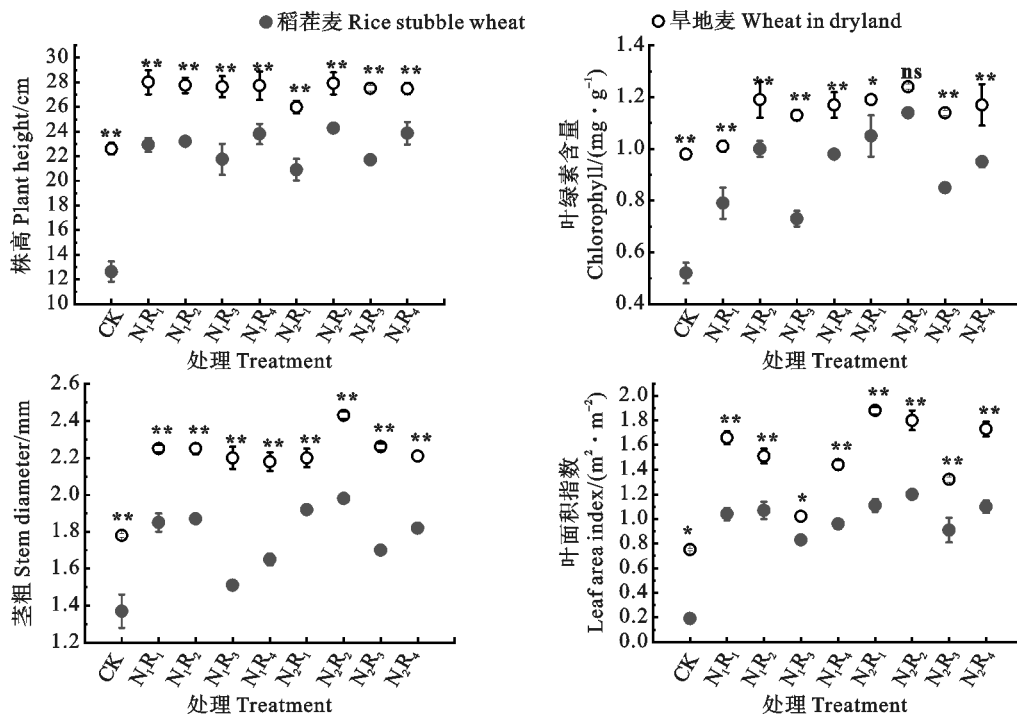 稻茬麦 Rice stubble wheat
旱地麦 Wheat in dryland
株高 Plant height/cm
30
28
26
24
22
20
18
16
14
12
10
**
**
**
**
**
**
**
**
**
CK
N₁R₁
N₁R₂
N₁R₃
N₁R₄
N₂R₁
N₂R₂
N₂R₃
N₂R₄
处理 Treatment
叶绿素含量
Chlorophyll/(mg·g⁻¹)
1.4
1.2
1.0
0.8
0.6
0.4
**
**
**
**
**
*
ns
**
**
CK
N₁R₁
N₁R₂
N₁R₃
N₁R₄
N₂R₁
N₂R₂
N₂R₃
N₂R₄
处理 Treatment
茎粗 Stem diameter/mm
2.6
2.4
2.2
2.0
1.8
1.6
1.4
1.2
**
**
**
**
**
**
**
**
**
CK
N₁R₁
N₁R₂
N₁R₃
N₁R₄
N₂R₁
N₂R₂
N₂R₃
N₂R₄
处理 Treatment
叶面积指数
Leaf area index/(m²·m⁻²)
2.0
1.8
1.6
1.4
1.2
1.0
0.8
0.6
0.4
0.2
0.0
*
**
**
*
**
**
**
**
**
CK
N₁R₁
N₁R₂
N₁R₃
N₁R₄
N₂R₁
N₂R₂
N₂R₃
N₂R₄
处理 Treatment